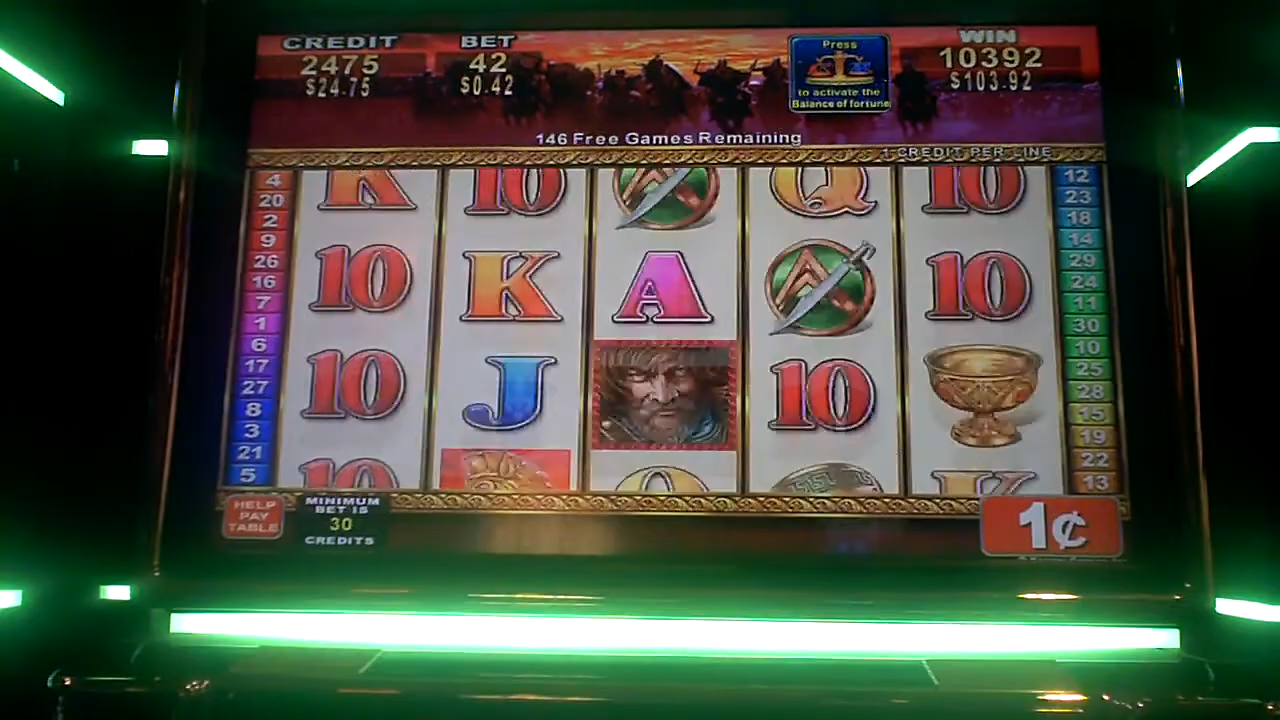 CREDIT
2475
$24.75
BET
42
$0.42
Press
to activate the
Balance of fortune
WIN
10392
$103.92
146 Free Games Remaining
1 CREDIT PER LINE
4
20
2
9
26
16
7
1
6
17
27
8
3
21
5
K 10 Q 10
10 K A 10
10 J 10
10 Q K
12
23
18
14
29
24
11
30
10
25
28
15
19
22
13
HELP
PAY
TABLE
MINIMUM
BET IS
30
CREDITS
1¢